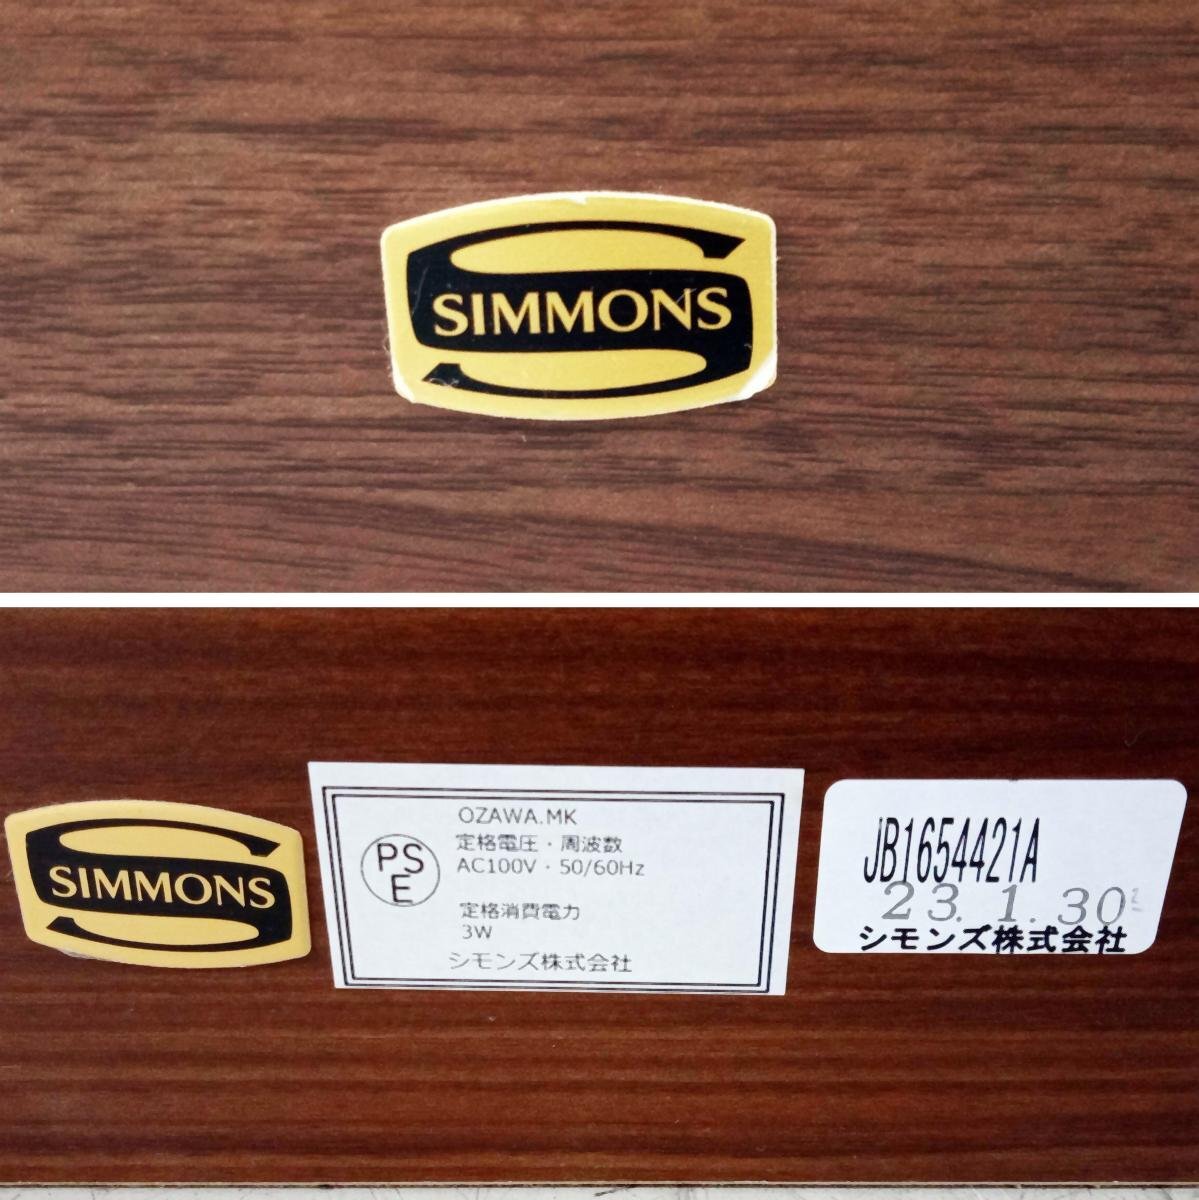 SIMMONS
SIMMONS
PS
E
OZAWA.MK
定格電圧・周波数
AC100V・50/60Hz
定格消費電力
3W
シモンズ株式会社
JB1654421A
23.1.30
シモンズ株式会社